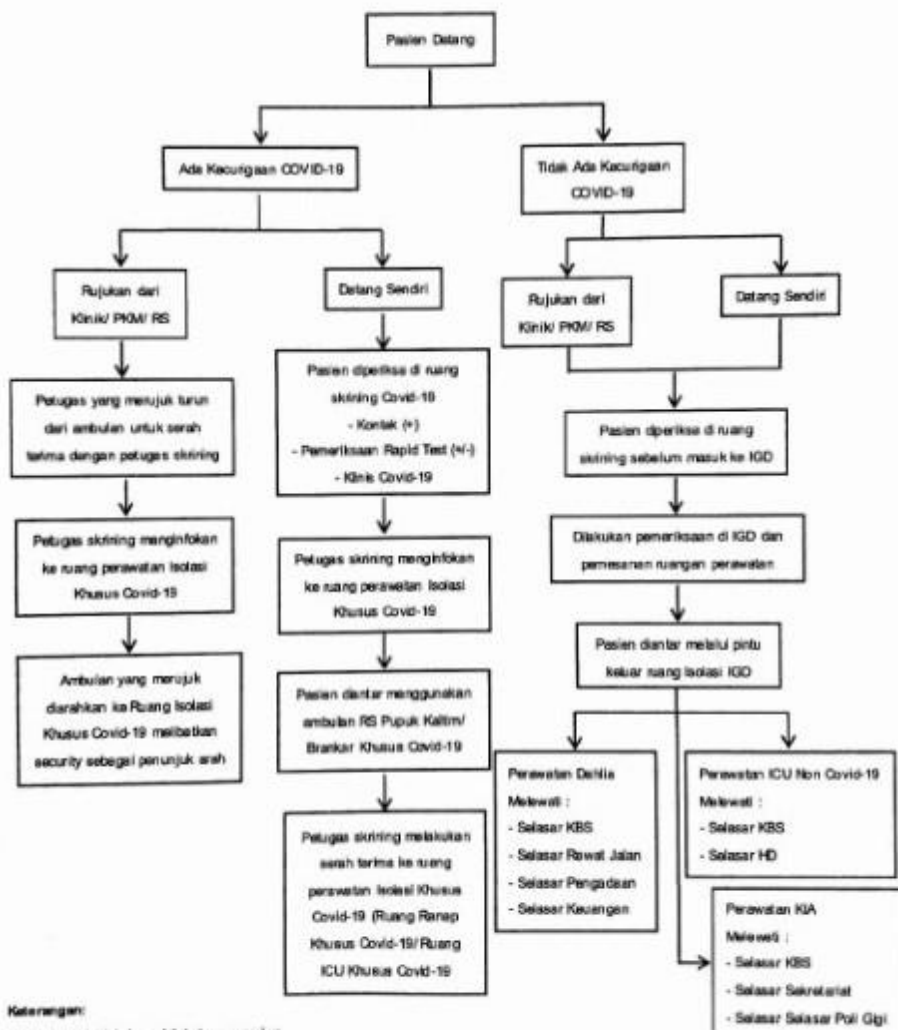 Pasien Datang
Ada Kecurigaan COVID-19
Tidak Ada Kecurigaan
COVID-19
Rujukan dari
Klinik/ PKM/ RS
Datang Sendiri
Rujukan dari
Klinik/ PKM/ RS
Datang Sendiri
Petugas yang merujuk turun
dari ambulan untuk serah
terima dengan petugas skrining
Petugas skrining menginfokan
ke ruang perawatan Isolasi
Khusus Covid-19
Ambulan yang merujuk
diarahkan ke Ruang Isolasi
Khusus Covid-19 melibatkan
security sebagai penunjuk arah
Pasien diperiksa di ruang
skrining Covid-19
- Kontak (+)
- Pemeriksaan Rapid Test (+/-)
- Klinis Covid-19
Petugas skrining menginfokan
ke ruang perawatan Isolasi
Khusus Covid-19
Pasien diantar menggunakan
ambulan RS Pupuk Kaltim/
Brankar Khusus Covid-19
Petugas skrining melakukan
serah terima ke ruang
perawatan Isolasi Khusus
Covid-19 (Ruang Ranap
Khusus Covid-19/ Ruang
ICU Khusus Covid-19
Pasien diperiksa di ruang
skrining sebelum masuk ke IGD
Dilakukan pemeriksaan di IGD dan
pemesanan ruangan perawatan
Pasien diantar melalui pintu
keluar ruang Isolasi IGD
Perawatan Dahlia
Melewati :
- Selasar KBS
- Selasar Rawat Jalan
- Selasar Pengadaan
- Selasar Keuangan
Perawatan ICU Non Covid-19
Melewati :
- Selasar KBS
- Selasar HD
Perawatan KIA
Melewati :
- Selasar KBS
- Selasar Sekretariat
- Selasar Selasar Poli Gigi
Keterangan: